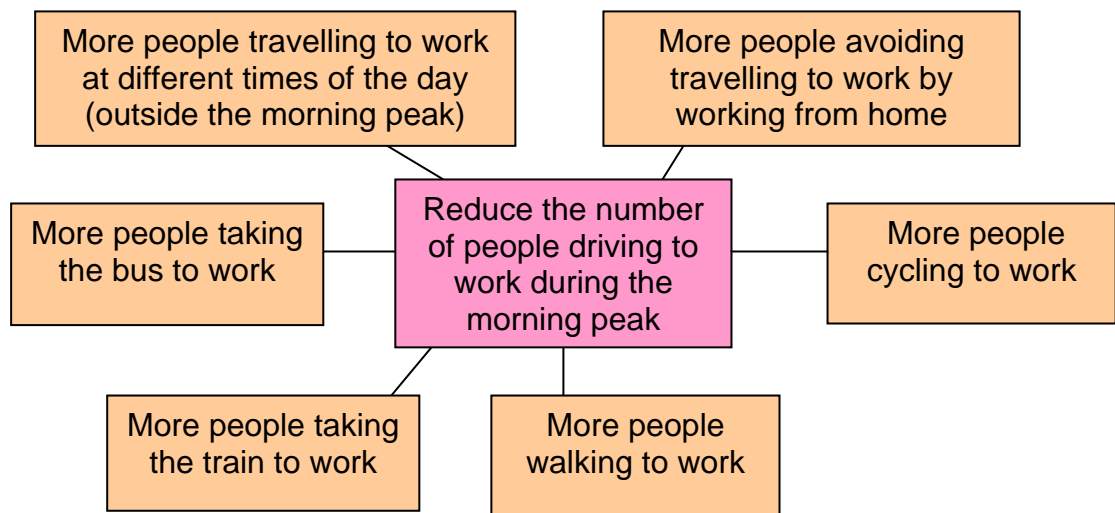 More people travelling to work
at different times of the day
(outside the morning peak)
More people avoiding
travelling to work by
working from home
More people taking
the bus to work
Reduce the number
of people driving to
work during the
morning peak
More people
cycling to work
More people taking
the train to work
More people
walking to work